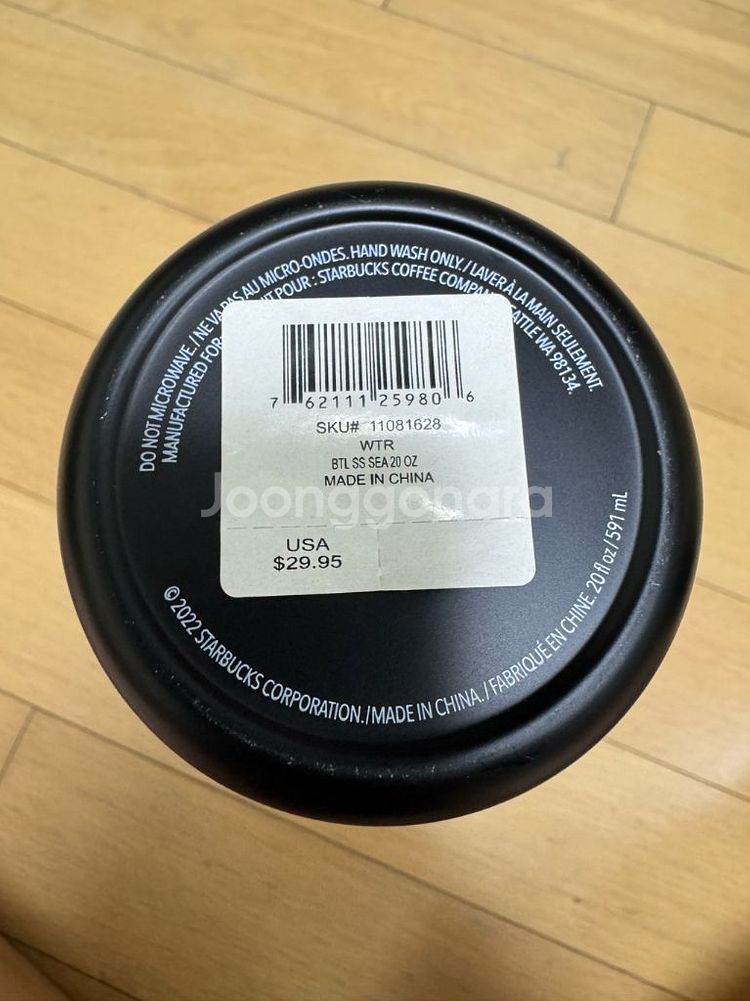 DO NOT MICROWAVE. / NE VA PAS AU MICRO-ONDES. HAND WASH ONLY. / LAVER À LA MAIN SEULEMENT.
MANUFACTURED FOR POUR : STARBUCKS COFFEE WA 98134.
7 62111 25980 6
SKU# 11081628
WTR
BTL SS SEA 20 OZ
MADE IN CHINA
Joonggonara
USA
$29.95
© 2022 STARBUCKS CORPORATION. / MADE IN CHINA. / FABRIQUÉ EN CHINE. 20 fl oz / 591 mL